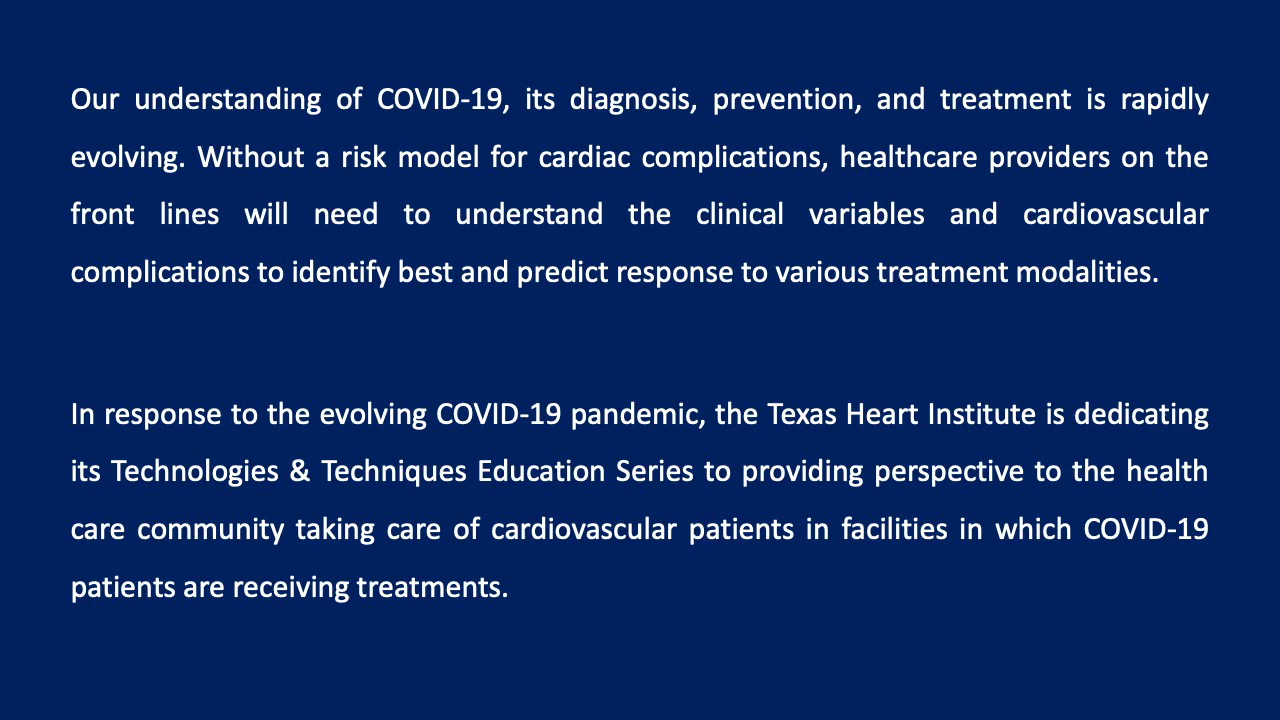 Our understanding of COVID-19, its diagnosis, prevention, and treatment is rapidly
evolving. Without a risk model for cardiac complications, healthcare providers on the
front lines will need to understand the clinical variables and cardiovascular
complications to identify best and predict response to various treatment modalities.
In response to the evolving COVID-19 pandemic, the Texas Heart Institute is dedicating
its Technologies & Techniques Education Series to providing perspective to the health
care community taking care of cardiovascular patients in facilities in which COVID-19
patients are receiving treatments.